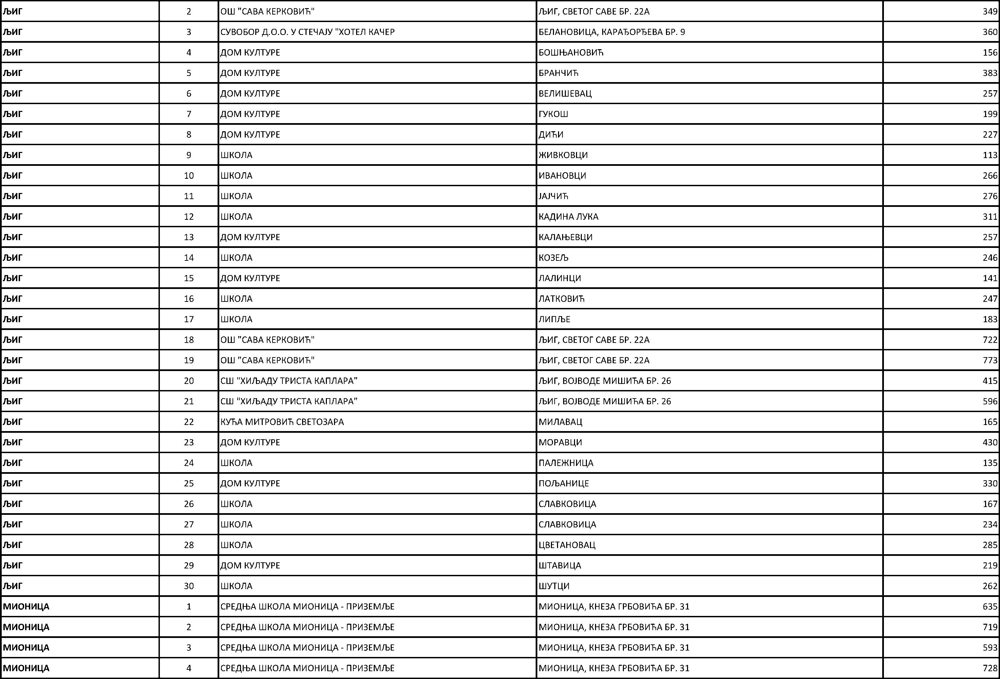 ЉИГ 2 ОШ "САВА КЕРКОВИЋ" ЉИГ, СВЕТОГ САВЕ БР. 22А 349
ЉИГ 3 СУВОБОР Д.О.О. У СТЕЧАЈУ "ХОТЕЛ КАЧЕР БЕЛАНОВИЦА, КАРАЂОРЂЕВА БР. 9 360
ЉИГ 4 ДОМ КУЛТУРЕ БОШЊАНОВИЋ 156
ЉИГ 5 ДОМ КУЛТУРЕ БРАНЧИЋ 383
ЉИГ 6 ДОМ КУЛТУРЕ ВЕЛИШЕВАЦ 257
ЉИГ 7 ДОМ КУЛТУРЕ ГУКОШ 199
ЉИГ 8 ДОМ КУЛТУРЕ ДИЋИ 227
ЉИГ 9 ШКОЛА ЖИВКОВЦИ 113
ЉИГ 10 ШКОЛА ИВАНОВЦИ 266
ЉИГ 11 ШКОЛА ЈАЈЧИЋ 276
ЉИГ 12 ШКОЛА КАДИНА ЛУКА 311
ЉИГ 13 ДОМ КУЛТУРЕ КАЛАЊЕВЦИ 257
ЉИГ 14 ШКОЛА КОЗЕЉ 246
ЉИГ 15 ДОМ КУЛТУРЕ ЛАЛИНЦИ 141
ЉИГ 16 ШКОЛА ЛАТКОВИЋ 247
ЉИГ 17 ШКОЛА ЛИПЉЕ 183
ЉИГ 18 ОШ "САВА КЕРКОВИЋ" ЉИГ, СВЕТОГ САВЕ БР. 22А 722
ЉИГ 19 ОШ "САВА КЕРКОВИЋ" ЉИГ, СВЕТОГ САВЕ БР. 22А 773
ЉИГ 20 СШ "ХИЉАДУ ТРИСТА КАПЛАРА" ЉИГ, ВОЈВОДЕ МИШИЋА БР. 26 415
ЉИГ 21 СШ "ХИЉАДУ ТРИСТА КАПЛАРА" ЉИГ, ВОЈВОДЕ МИШИЋА БР. 26 596
ЉИГ 22 КУЋА МИТРОВИЋ СВЕТОЗАРА МИЛАВАЦ 165
ЉИГ 23 ДОМ КУЛТУРЕ МОРАВЦИ 430
ЉИГ 24 ШКОЛА ПАЛЕЖНИЦА 135
ЉИГ 25 ДОМ КУЛТУРЕ ПОЉАНИЦЕ 330
ЉИГ 26 ШКОЛА СЛАВКОВИЦА 167
ЉИГ 27 ШКОЛА СЛАВКОВИЦА 234
ЉИГ 28 ШКОЛА ЦВЕТАНОВАЦ 285
ЉИГ 29 ДОМ КУЛТУРЕ ШТАВИЦА 219
ЉИГ 30 ШКОЛА ШУТЦИ 262
МИОНИЦА 1 СРЕДЊА ШКОЛА МИОНИЦА - ПРИЗЕМЉЕ МИОНИЦА, КНЕЗА ГРБОВИЋА БР. 31 635
МИОНИЦА 2 СРЕДЊА ШКОЛА МИОНИЦА - ПРИЗЕМЉЕ МИОНИЦА, КНЕЗА ГРБОВИЋА БР. 31 719
МИОНИЦА 3 СРЕДЊА ШКОЛА МИОНИЦА - ПРИЗЕМЉЕ МИОНИЦА, КНЕЗА ГРБОВИЋА БР. 31 593
МИОНИЦА 4 СРЕДЊА ШКОЛА МИОНИЦА - ПРИЗЕМЉЕ МИОНИЦА, КНЕЗА ГРБОВИЋА БР. 31 728